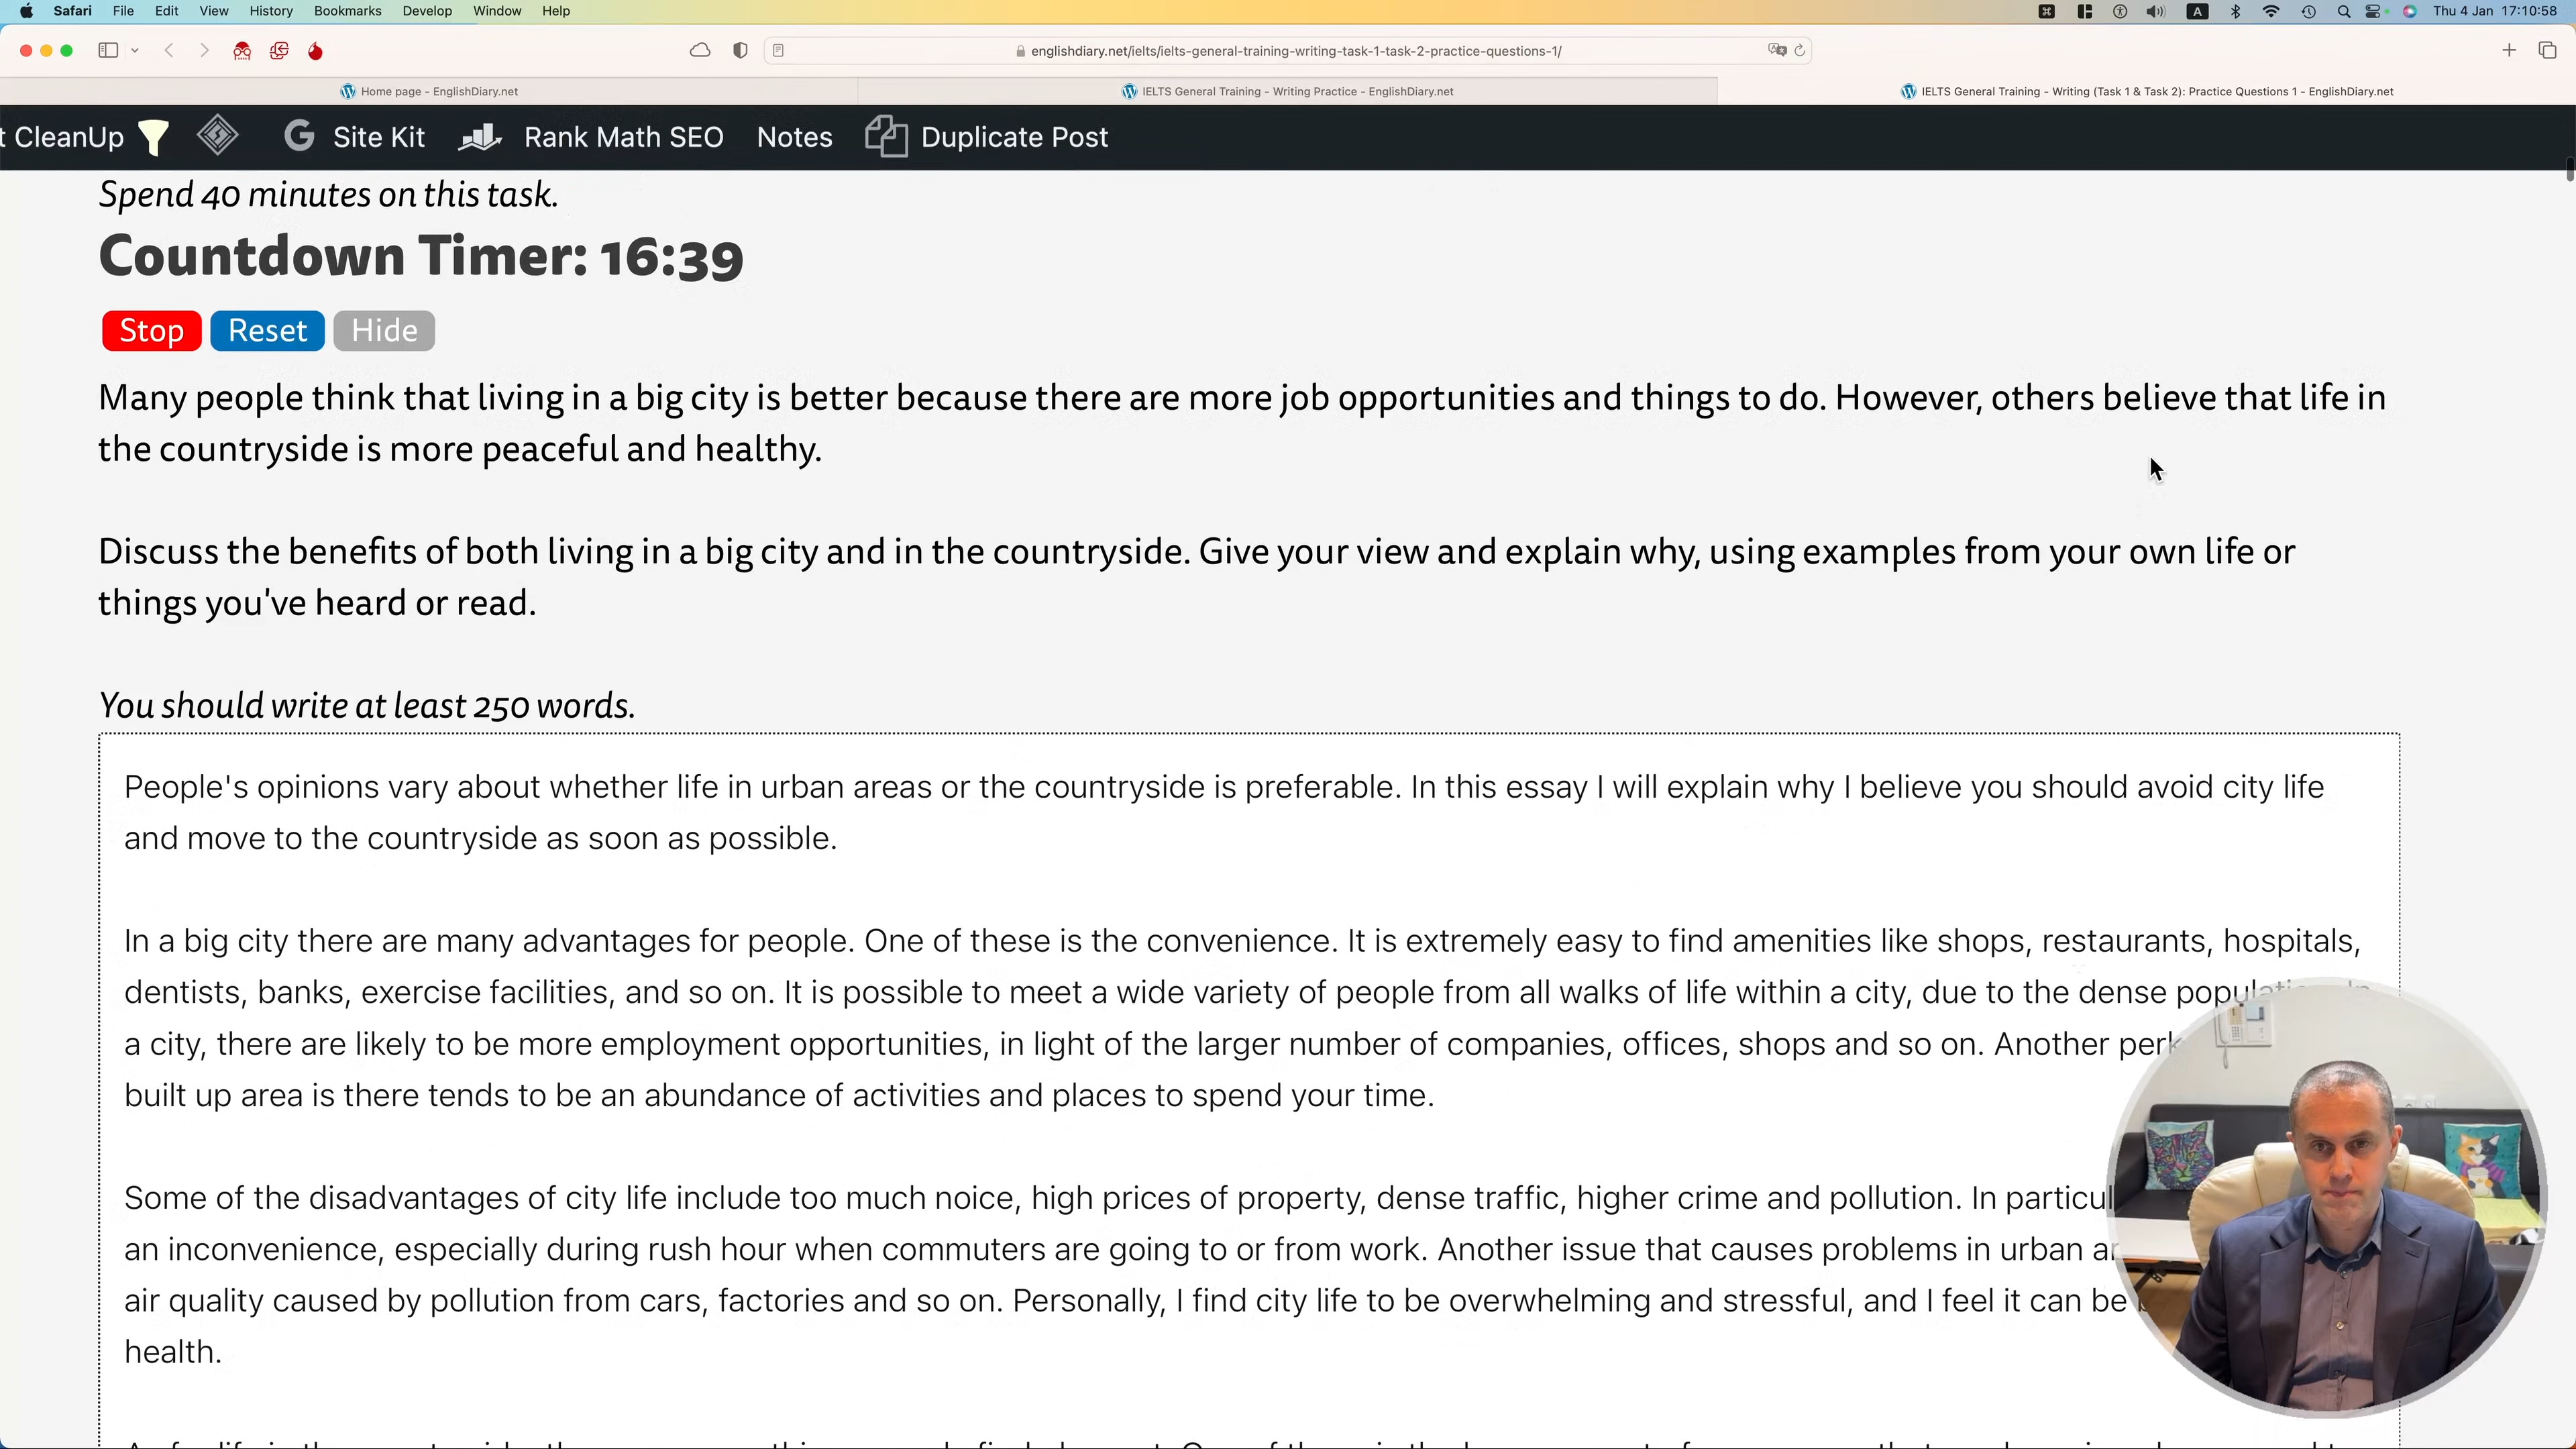 Safari File Edit View History Bookmarks Develop Window Help
A
Thu 4 Jan 17:10:58
englishdiary.net/ielts/ielts-general-training-writing-task-1-task-2-practice-questions-1/
Home page - EnglishDiary.net
IELTS General Training - Writing Practice - EnglishDiary.net
IELTS General Training - Writing (Task 1 & Task 2): Practice Questions 1 - EnglishDiary.net
t CleanUp Site Kit Rank Math SEO Notes Duplicate Post
Spend 40 minutes on this task.
Countdown Timer: 16:39
Stop Reset Hide
Many people think that living in a big city is better because there are more job opportunities and things to do. However, others believe that life in
the countryside is more peaceful and healthy.
Discuss the benefits of both living in a big city and in the countryside. Give your view and explain why, using examples from your own life or
things you've heard or read.
You should write at least 250 words.
People's opinions vary about whether life in urban areas or the countryside is preferable. In this essay I will explain why I believe you should avoid city life
and move to the countryside as soon as possible.
In a big city there are many advantages for people. One of these is the convenience. It is extremely easy to find amenities like shops, restaurants, hospitals,
dentists, banks, exercise facilities, and so on. It is possible to meet a wide variety of people from all walks of life within a city, due to the dense
a city, there are likely to be more employment opportunities, in light of the larger number of companies, offices, shops and so on. Another perk
built up area is there tends to be an abundance of activities and places to spend your time.
Some of the disadvantages of city life include too much noice, high prices of property, dense traffic, higher crime and pollution. In particul
an inconvenience, especially during rush hour when commuters are going to or from work. Another issue that causes problems in urban ar
air quality caused by pollution from cars, factories and so on. Personally, I find city life to be overwhelming and stressful, and I feel it can be
health.